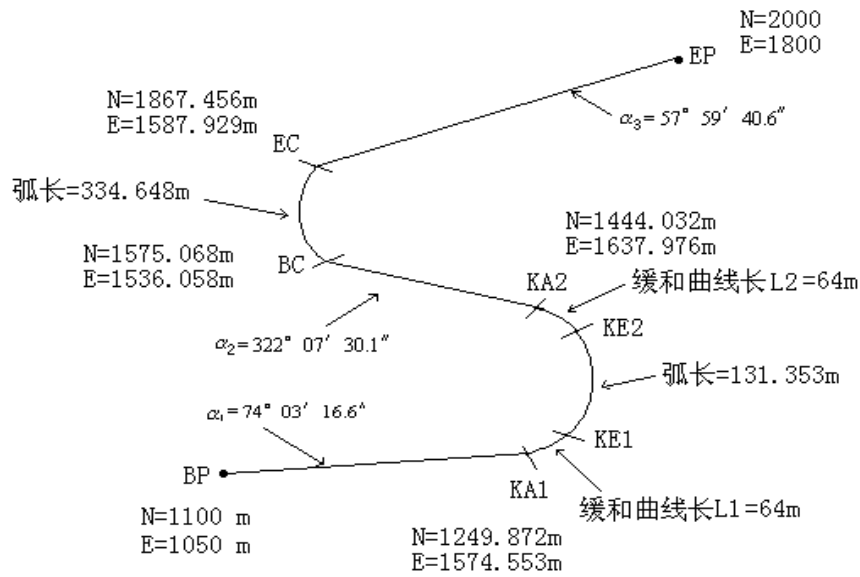 N=2000
E=1800
EP
N=1867.456m
E=1587.929m
EC
α₃=57° 59′ 40.6″
弧长=334.648m
N=1575.068m
E=1536.058m
BC
N=1444.032m
E=1637.976m
KA2
缓和曲线长L2=64m
KE2
α₂=322° 07′ 30.1″
弧长=131.353m
α₁=74° 03′ 16.6″
KE1
BP
KA1
缓和曲线长L1=64m
N=1100 m
E=1050 m
N=1249.872m
E=1574.553m